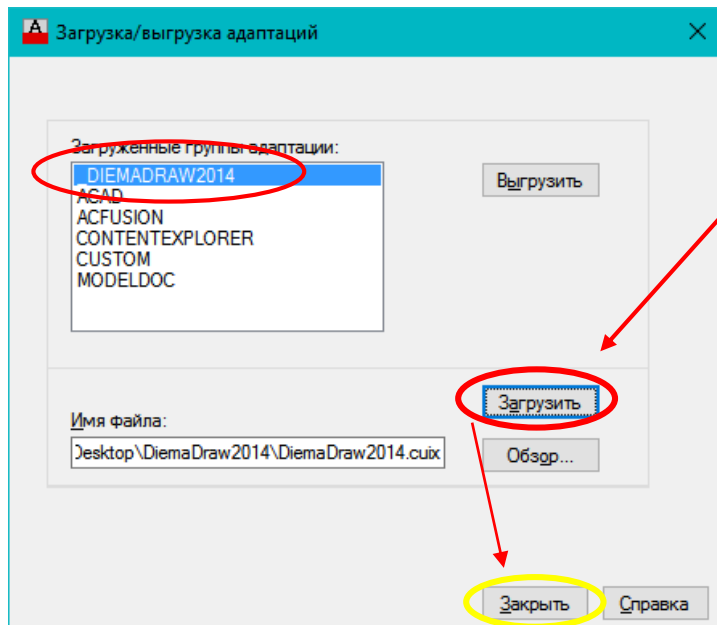 Загрузка/выгрузка адаптаций
Загруженные группы адаптации:
_DIEMADRAW2014
ACAD
ACFUSION
CONTENTEXPLORER
CUSTOM
MODELDOC
Выгрузить
Загрузить
Имя файла:
Desktop\DiemaDraw2014\DiemaDraw2014.cuix
Обзор...
Закрыть
Справка